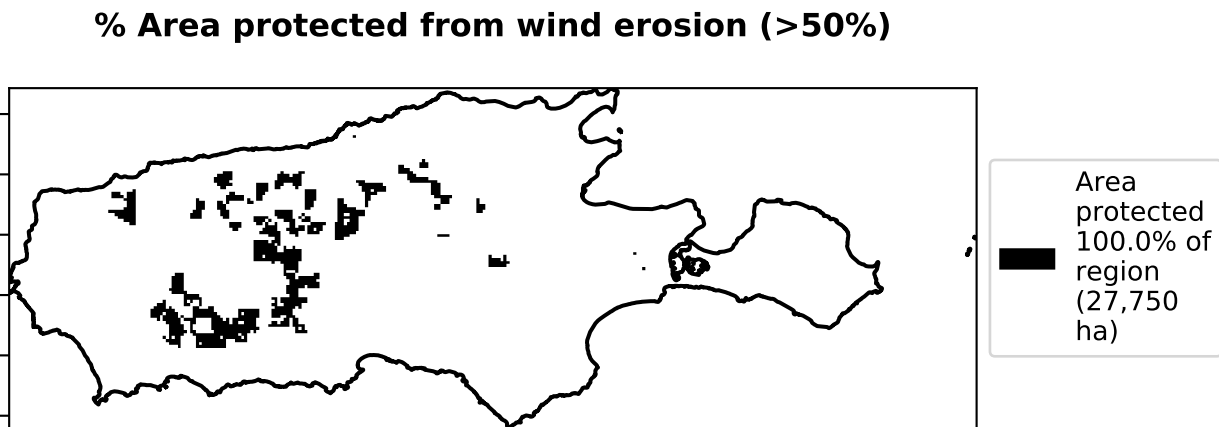 % Area protected from wind erosion (>50%)
Area
protected
100.0% of
region
(27,750
ha)